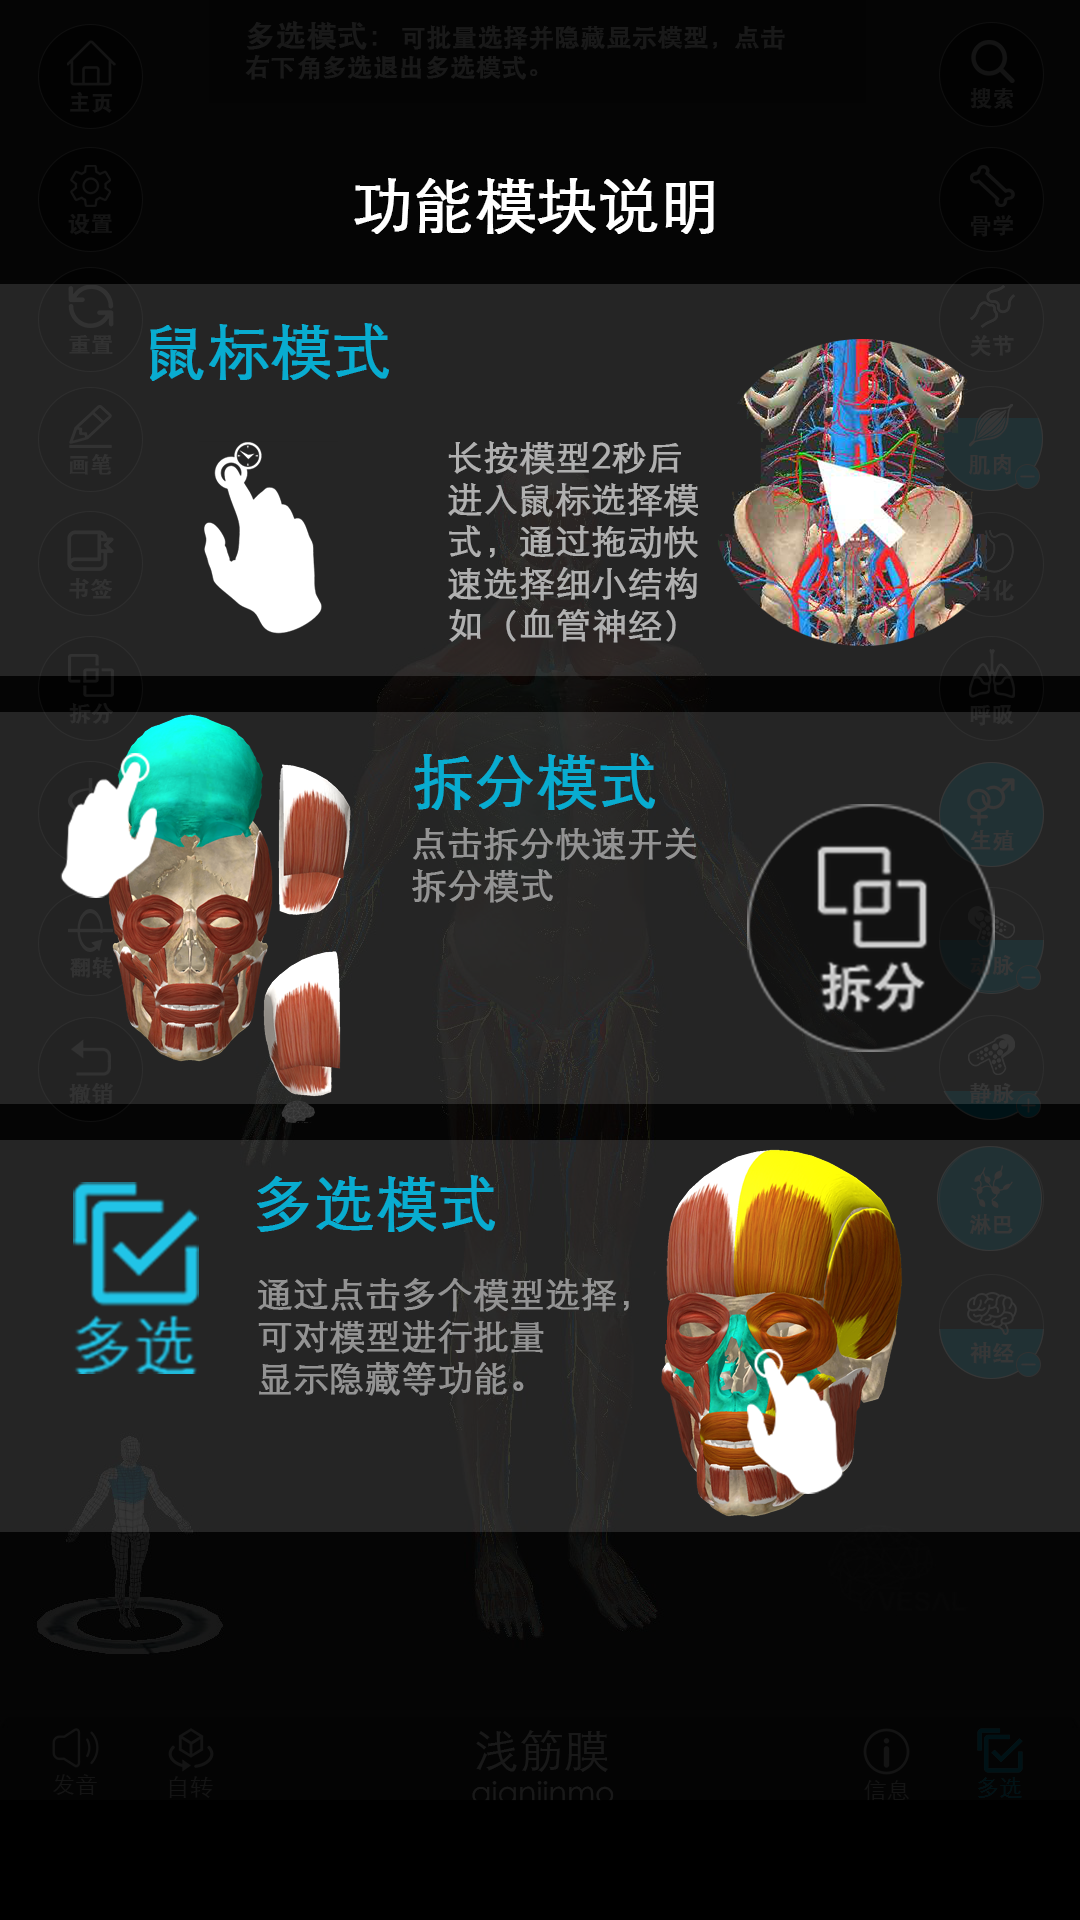 多选模式：可批量选择并隐藏显示模型，点击
右下角多选退出多选模式。
主页
搜索
功能模块说明
设置
骨学
鼠标模式
重置
关节
长按模型2秒后
进入鼠标选择模
式，通过拖动快
速选择细小结构
如（血管神经）
画笔
肌肉
书签
消化
拆分
呼吸
拆分模式
点击拆分快速开关
拆分模式
生殖
拆分
翻转
动脉
撤销
静脉
多选模式
通过点击多个模型选择，
可对模型进行批量
显示隐藏等功能。
多选
淋巴
神经
发音
自转
浅筋膜
qianjinmo
信息
多选